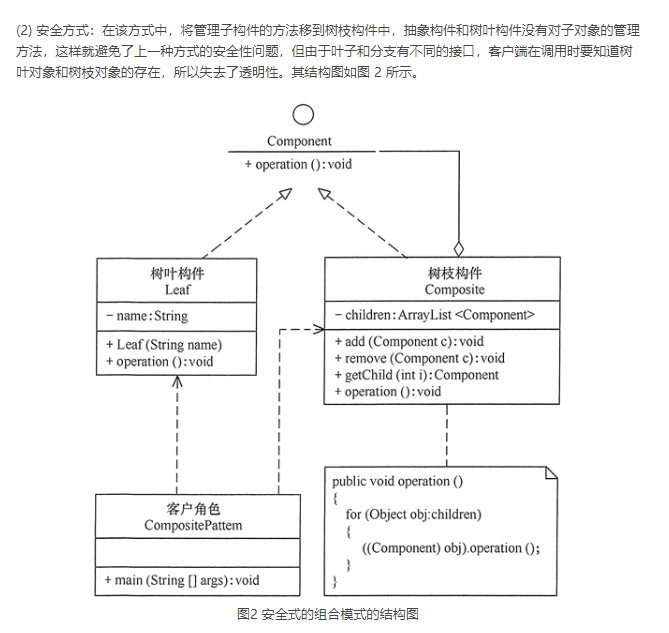 (2) 安全方式：在该方式中，将管理子构件的方法移到树枝构件中，抽象构件和树叶构件没有对子对象的管理
方法，这样就避免了上一种方式的安全性问题，但由于叶子和分支有不同的接口，客户端在调用时要知道树
叶对象和树枝对象的存在，所以失去了透明性。其结构图如图 2 所示。
Component
+ operation ():void
树叶构件
Leaf
- name:String
+ Leaf (String name)
+ operation ():void
树枝构件
Composite
- children:ArrayList <Component>
+ add (Component c):void
+ remove (Component c):void
+ getChild (int i):Component
+ operation ():void
客户角色
CompositePattem
+ main (String [] args):void
public void operation ()
{
for (Object obj:children)
{
((Component) obj).operation ();
}
}
图2 安全式的组合模式的结构图